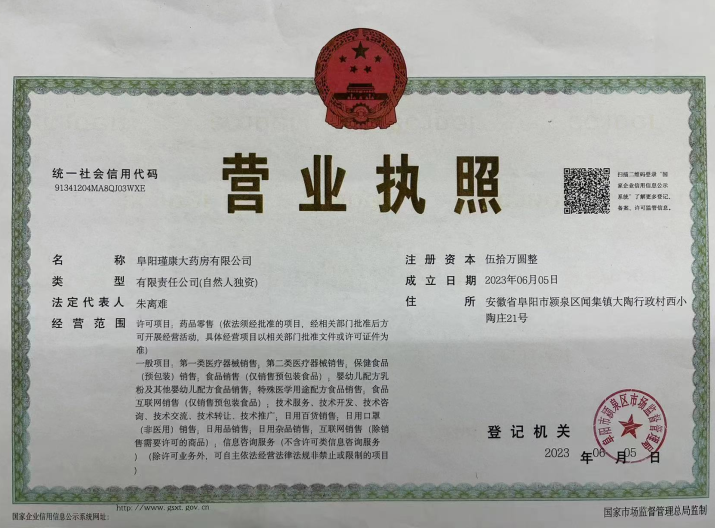 统一社会信用代码
91341204MA8QJ03WXE
营业执照
扫描二维码登录“国
家企业信用信息公示
系统”了解更多登记、
备案、许可监管信息。
名 称 阜阳瑾康大药房有限公司
类 型 有限责任公司(自然人独资)
法定代表人 朱离难
经营范围 许可项目：药品零售（依法须经批准的项目，经相关部门批准后方
可开展经营活动，具体经营项目以相关部门批准文件或许可证件为
准）
一般项目：第一类医疗器械销售，第二类医疗器械销售，保健食品
（预包装）销售，食品销售（仅销售预包装食品），婴幼儿配方乳
粉及其他婴幼儿配方食品销售，特殊医学用途配方食品销售，食品
互联网销售（仅销售预包装食品）；技术服务、技术开发、技术咨
询、技术交流、技术转让、技术推广，日用百货销售，日用口罩
（非医用）销售，日用品销售，日用杂品销售，互联网销售（除销
售需要许可的商品），信息咨询服务（不含许可类信息咨询服务
）（除许可业务外，可自主依法经营法律法规非禁止或限制的项目
）
注册资本 伍拾万圆整
成立日期 2023年06月05日
住 所 安徽省阜阳市颍泉区闻集镇大陶行政村西小
陶庄21号
登记机关
阜阳市颍泉区市场监督管理局
2023 年 06 月 05 日
国家企业信用信息公示系统网址：
http://www.gsxt.gov.cn
国家市场监督管理总局监制